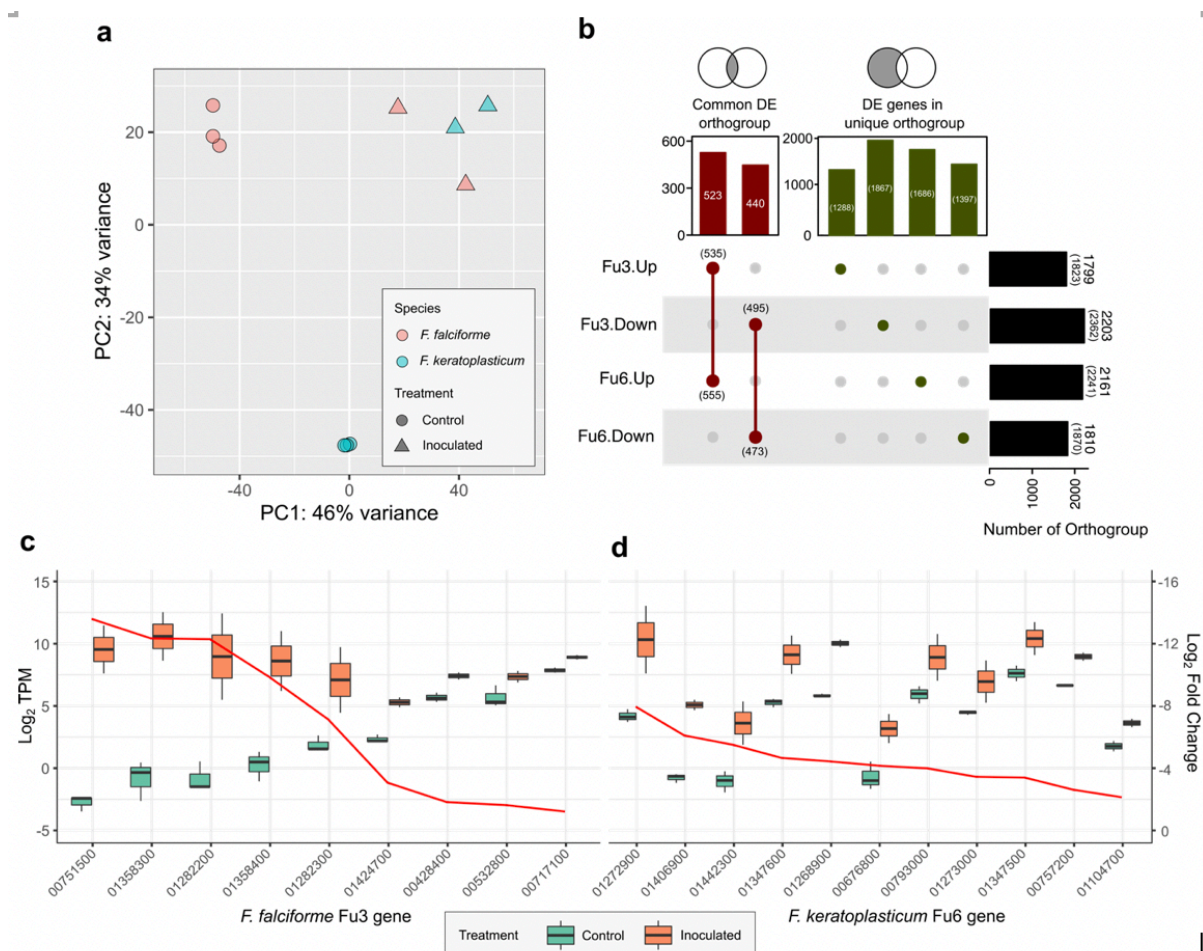 a
20
0
-20
-40
PC2: 34% variance
-40
0
40
PC1: 46% variance
Species
F. falciforme
F. keratoplasticum
Treatment
Control
Inoculated
b
Common DE
orthogroup
DE genes in
unique orthogroup
600
300
0
523
440
2000
1000
0
(1288)
(1867)
(1686)
(1397)
Fu3.Up
(535)
1799
(1823)
Fu3.Down
(495)
2203
(2362)
Fu6.Up
(555)
2161
(2241)
Fu6.Down
(473)
1810
(1870)
0
1000
2000
Number of Orthogroup
c
15
10
5
0
-5
Log2 TPM
00751500
01358300
01282200
01358400
01282300
01424700
00428400
00532800
00717100
F. falciforme Fu3 gene
d
-16
-12
-8
-4
0
Log2 Fold Change
01272900
01406900
01442300
01347600
01268900
00676800
00793000
01273000
01347500
00757200
01104700
F. keratoplasticum Fu6 gene
Treatment
Control
Inoculated